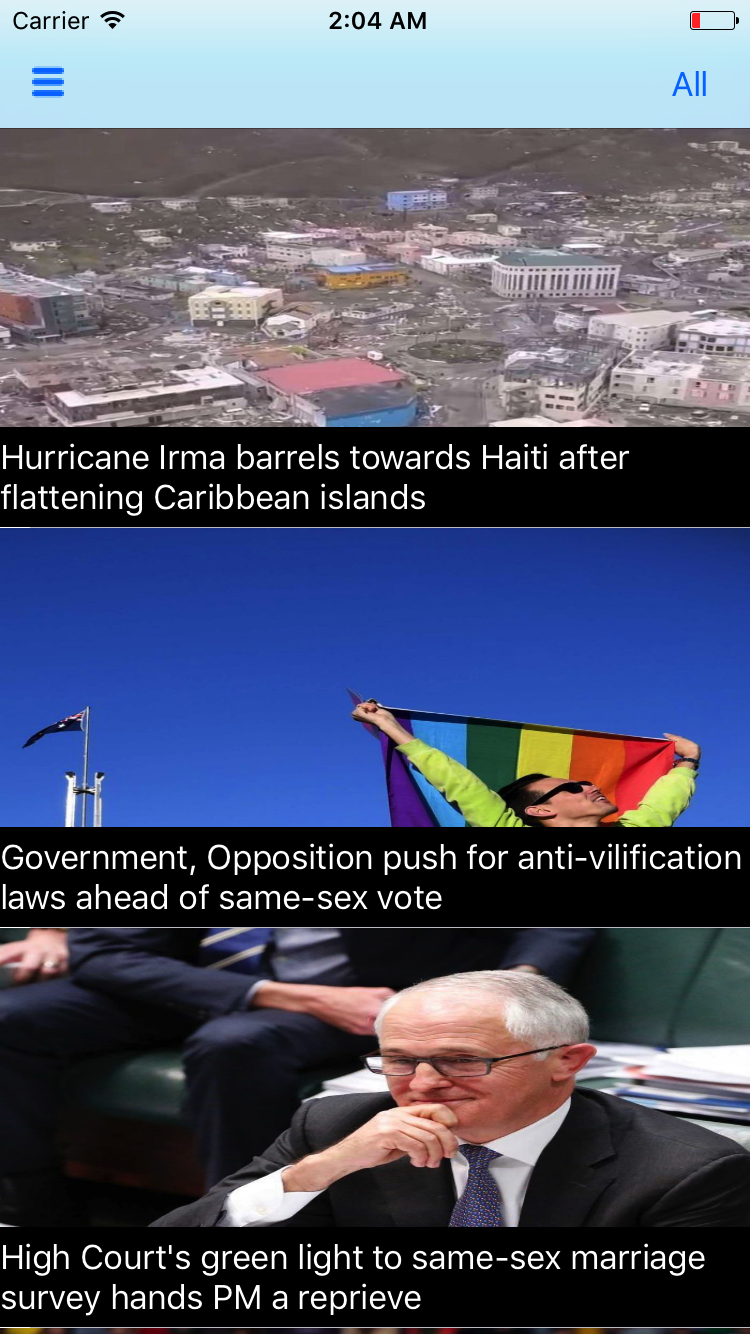 Carrier 2:04 AM
All
Hurricane Irma barrels towards Haiti after
flattening Caribbean islands
Government, Opposition push for anti-vilification
laws ahead of same-sex vote
High Court's green light to same-sex marriage
survey hands PM a reprieve